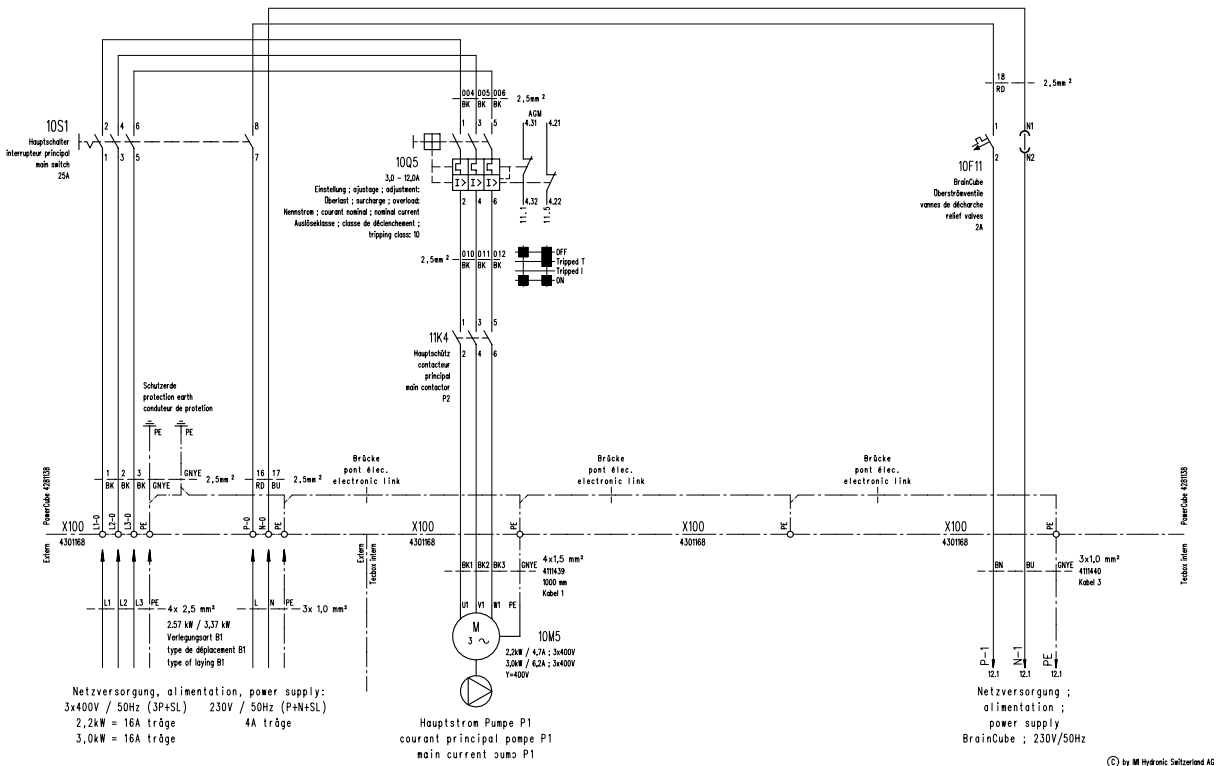 18
RD
2,5mm²
004 005 006
BK BK BK
2,5mm²
AGM
10S1
Hauptschalter
interrupteur principal
main switch
25A
2 4 6
1 3 5
8
7
1 3 5
4.31 4.21
10Q5
3,0 - 12,0A
Einstellung ; ajustage ; adjustment:
Überlast ; surcharge ; overload:
Nennstrom ; courant nominal ; nominal current
Auslöseklasse ; classe de déclenchement ;
tripping class: 10
I> I> I>
2 4 6
4.32 4.22
11.1 11.5
1
2
N1
N2
10F11
BrainCube
Überströmventile
vannes de décharche
relief valves
2A
2,5mm²
010 011 012
BK BK BK
OFF
Tripped T
Tripped I
ON
11K4
Hauptschütz
contacteur
principal
main contactor
P2
1 3 5
2 4 6
Schutzerde
protection earth
conduteur de protetion
PE PE
1 2 3
BK BK BK GNYE
GNYE
2,5mm²
16 17
RD BU
2,5mm²
Brücke
pont élec.
electronic link
Brücke
pont élec.
electronic link
Brücke
pont élec.
electronic link
PowerCube 4281138
PowerCube 4281138
X100
4301168
L1-0 L2-0 L3-0 PE
P-0 N-0 PE
X100
4301168
PE
X100
4301168
X100
4301168
PE
Extern
Extern
Tecbox intern
Tecbox intern
BK1 BK2 BK3 GNYE
4x1,5 mm²
4111439
1000 mm
Kabel 1
BN BU GNYE
3x1,0 mm²
4111440
Kabel 3
L1 L2 L3 PE
4x 2,5 mm²
2.57 kW / 3,37 kW
Verlegungsart B1
type de déplacement B1
type of laying B1
L N PE
3x 1,0 mm²
U1 V1 W1 PE
M
3 ~
10M5
2,2kW / 4,7A ; 3x400V
3,0kW / 6,2A ; 3x400V
Y=400V
P-1 N-1 PE
12.1 12.1 12.1
Netzversorgung, alimentation, power supply:
3x400V / 50Hz (3P+SL) 230V / 50Hz (P+N+SL)
2,2kW = 16A träge 4A träge
3,0kW = 16A träge
Hauptstrom Pumpe P1
courant principal pompe P1
main current pump P1
Netzversorgung ;
alimentation ;
power supply
BrainCube ; 230V/50Hz
© by IMI Hydronic Switzerland AG